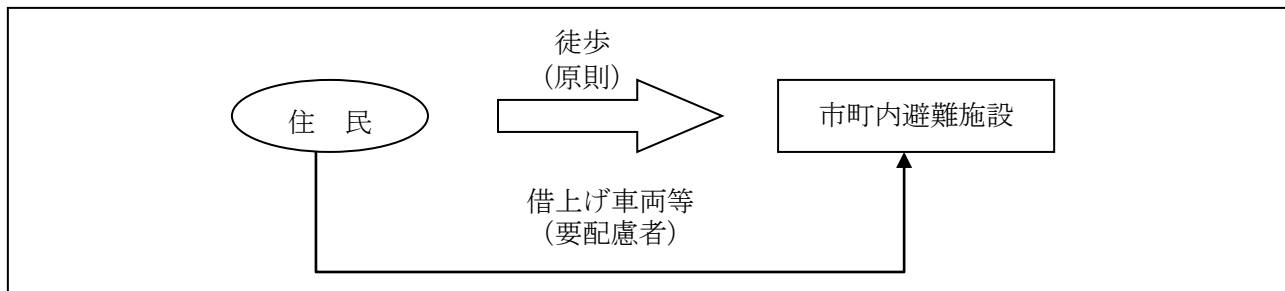 徒歩
（原則）
住　民
市町内避難施設
借上げ車両等
（要配慮者）